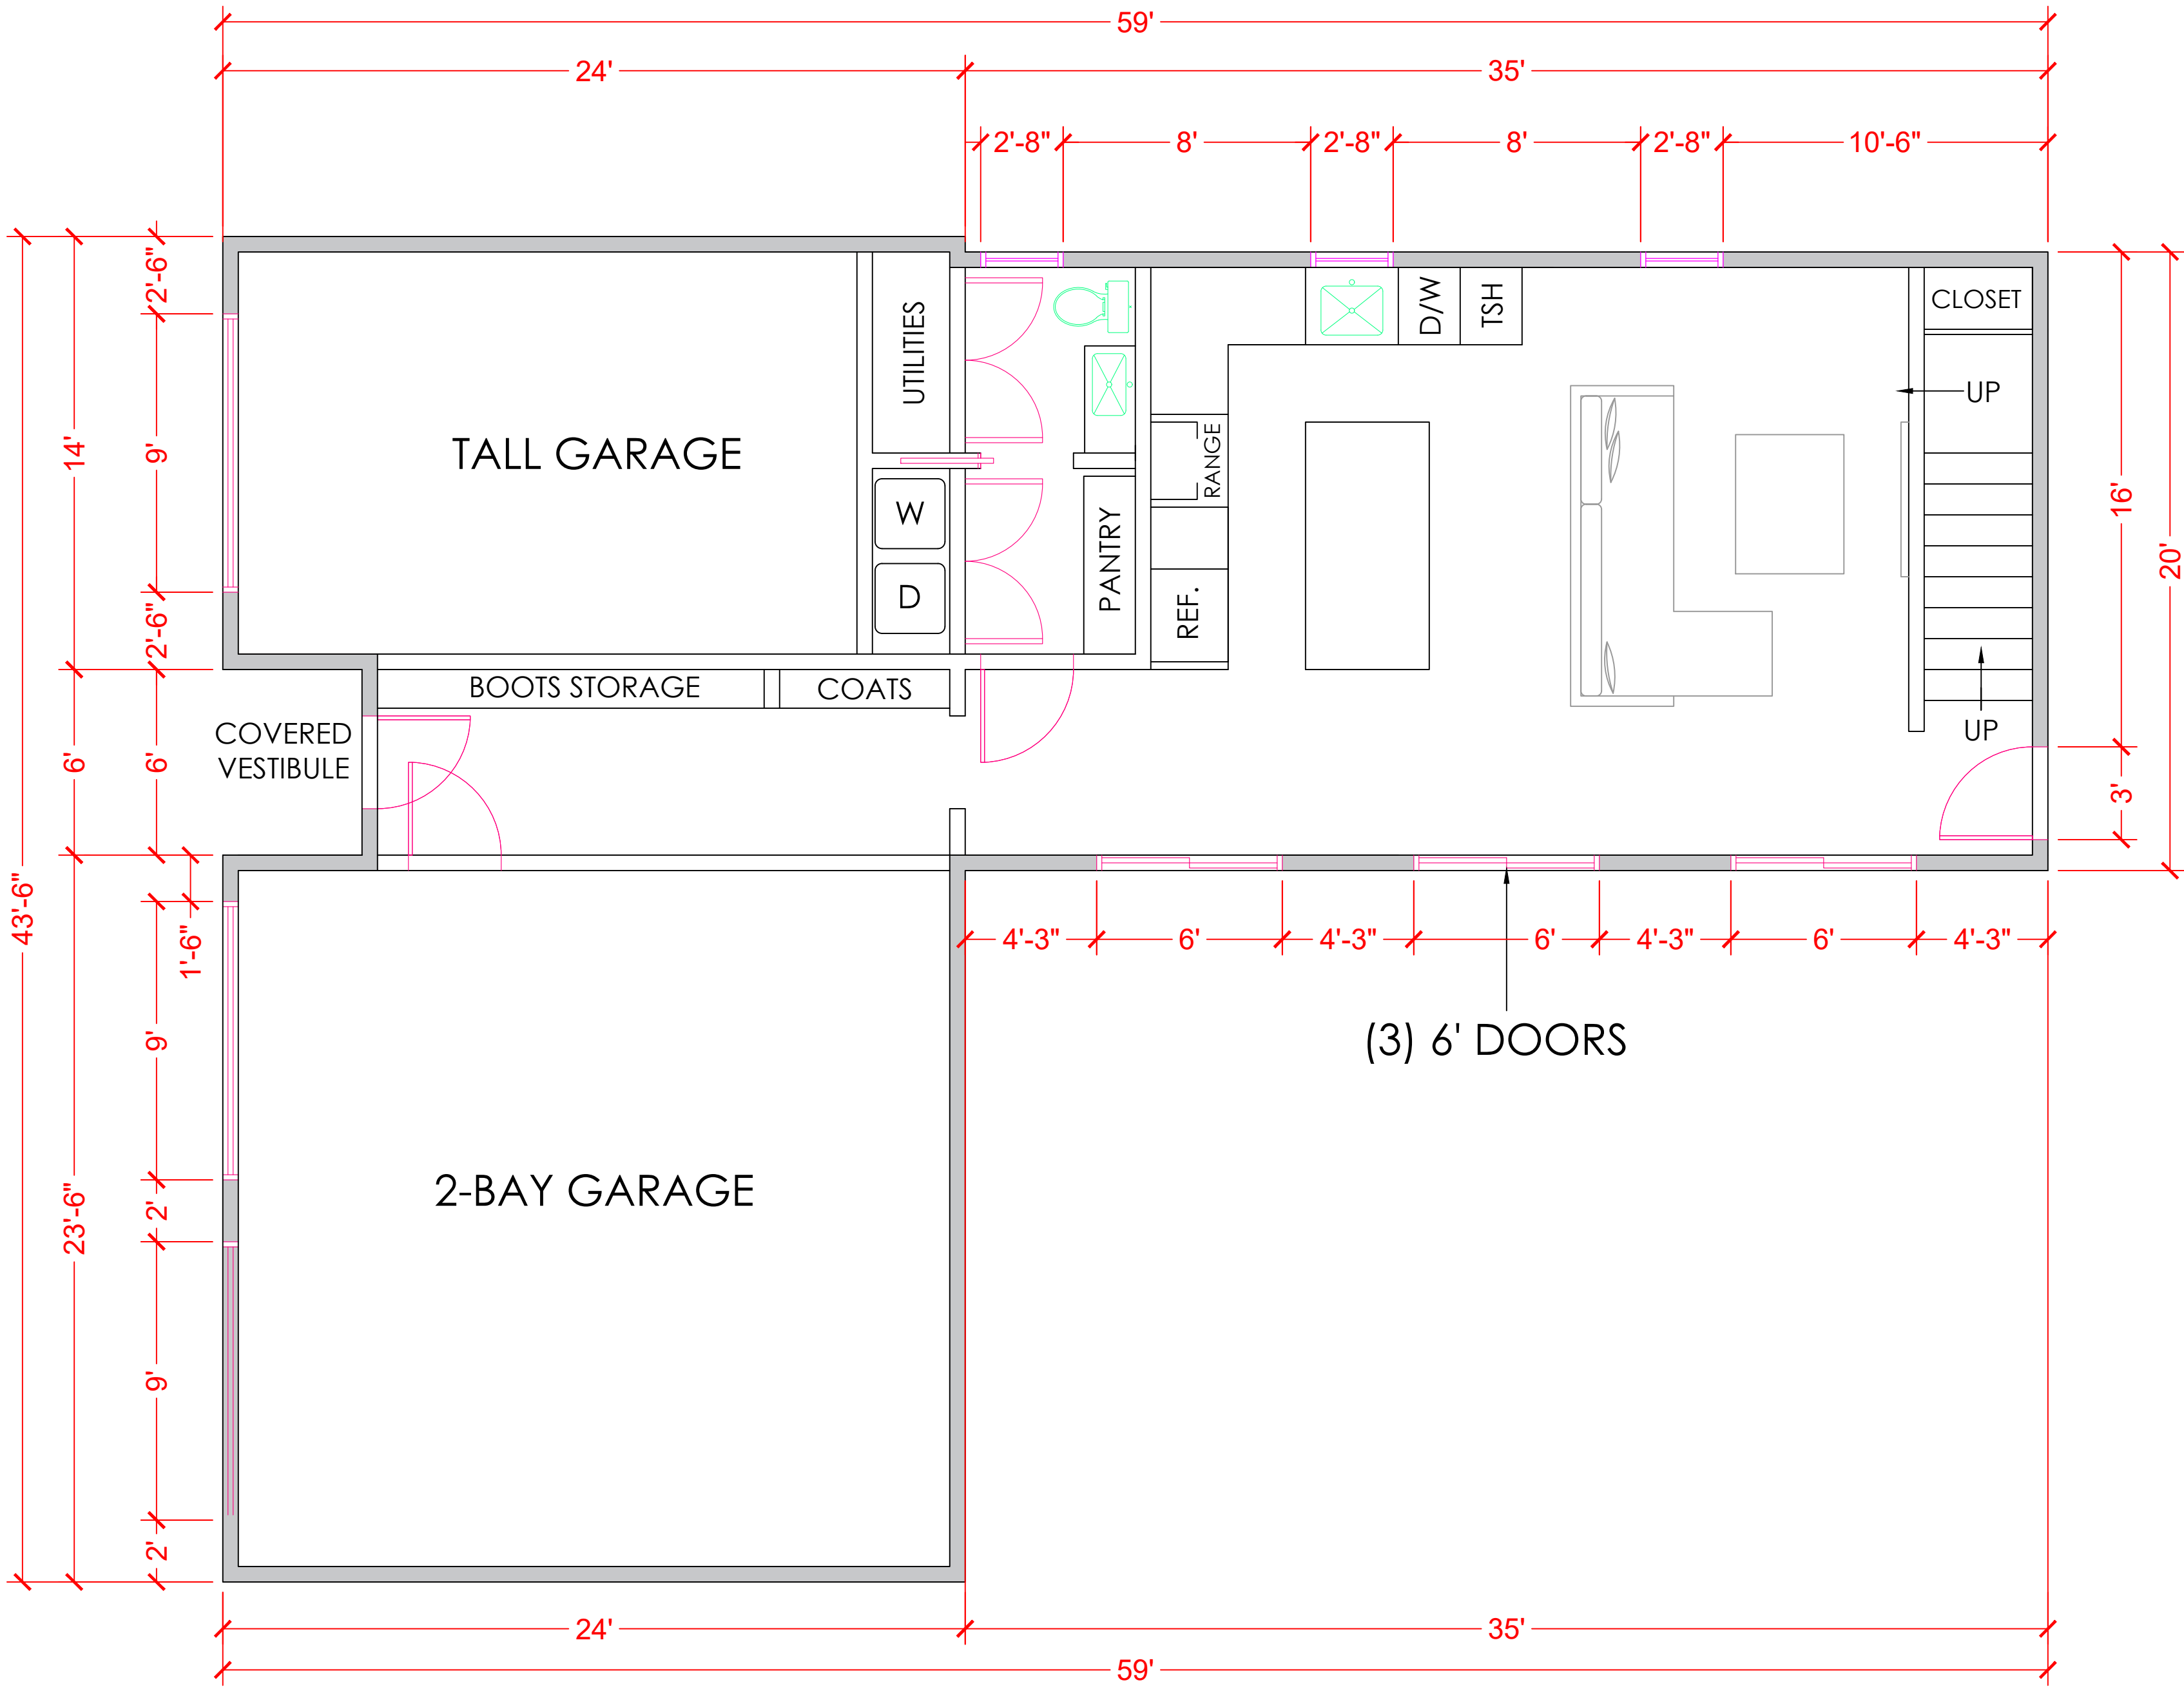 59'
24'
35'
2'-8"
8'
2'-8"
8'
2'-8"
10'-6"
2'-6"
9'
2'-6"
14'
6'
6'
43'-6"
23'-6"
1'-6"
9'
2'
9'
2'
TALL GARAGE
UTILITIES
W
D
BOOTS STORAGE
COATS
COVERED
VESTIBULE
PANTRY
RANGE
REF.
D/W
TSH
CLOSET
UP
UP
16'
3'
20'
4'-3"
6'
4'-3"
6'
4'-3"
6'
4'-3"
(3) 6' DOORS
2-BAY GARAGE
24'
35'
59'